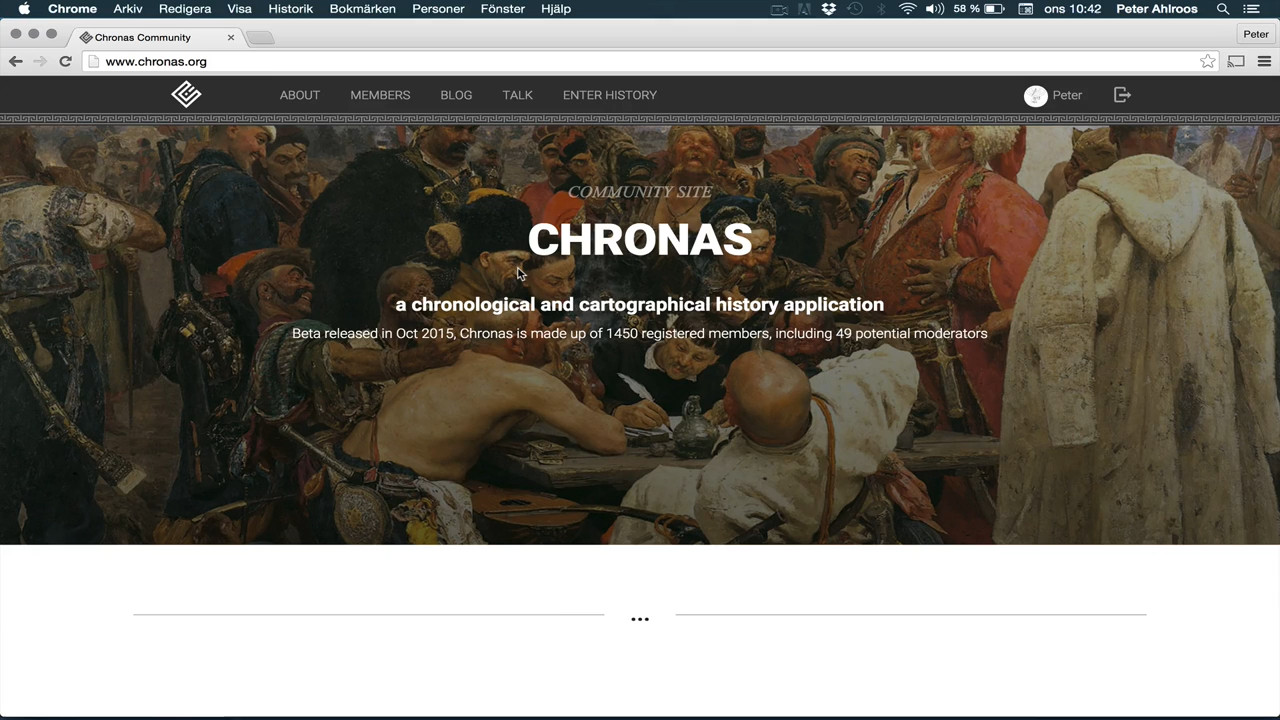 Chrome Arkiv Redigera Visa Historik Bokmärken Personer Fönster Hjälp 58 % ons 10:42 Peter Ahlroos
Chronas Community Peter
www.chronas.org
ABOUT MEMBERS BLOG TALK ENTER HISTORY Peter
COMMUNITY SITE
CHRONAS
a chronological and cartographical history application
Beta released in Oct 2015, Chronas is made up of 1450 registered members, including 49 potential moderators
...